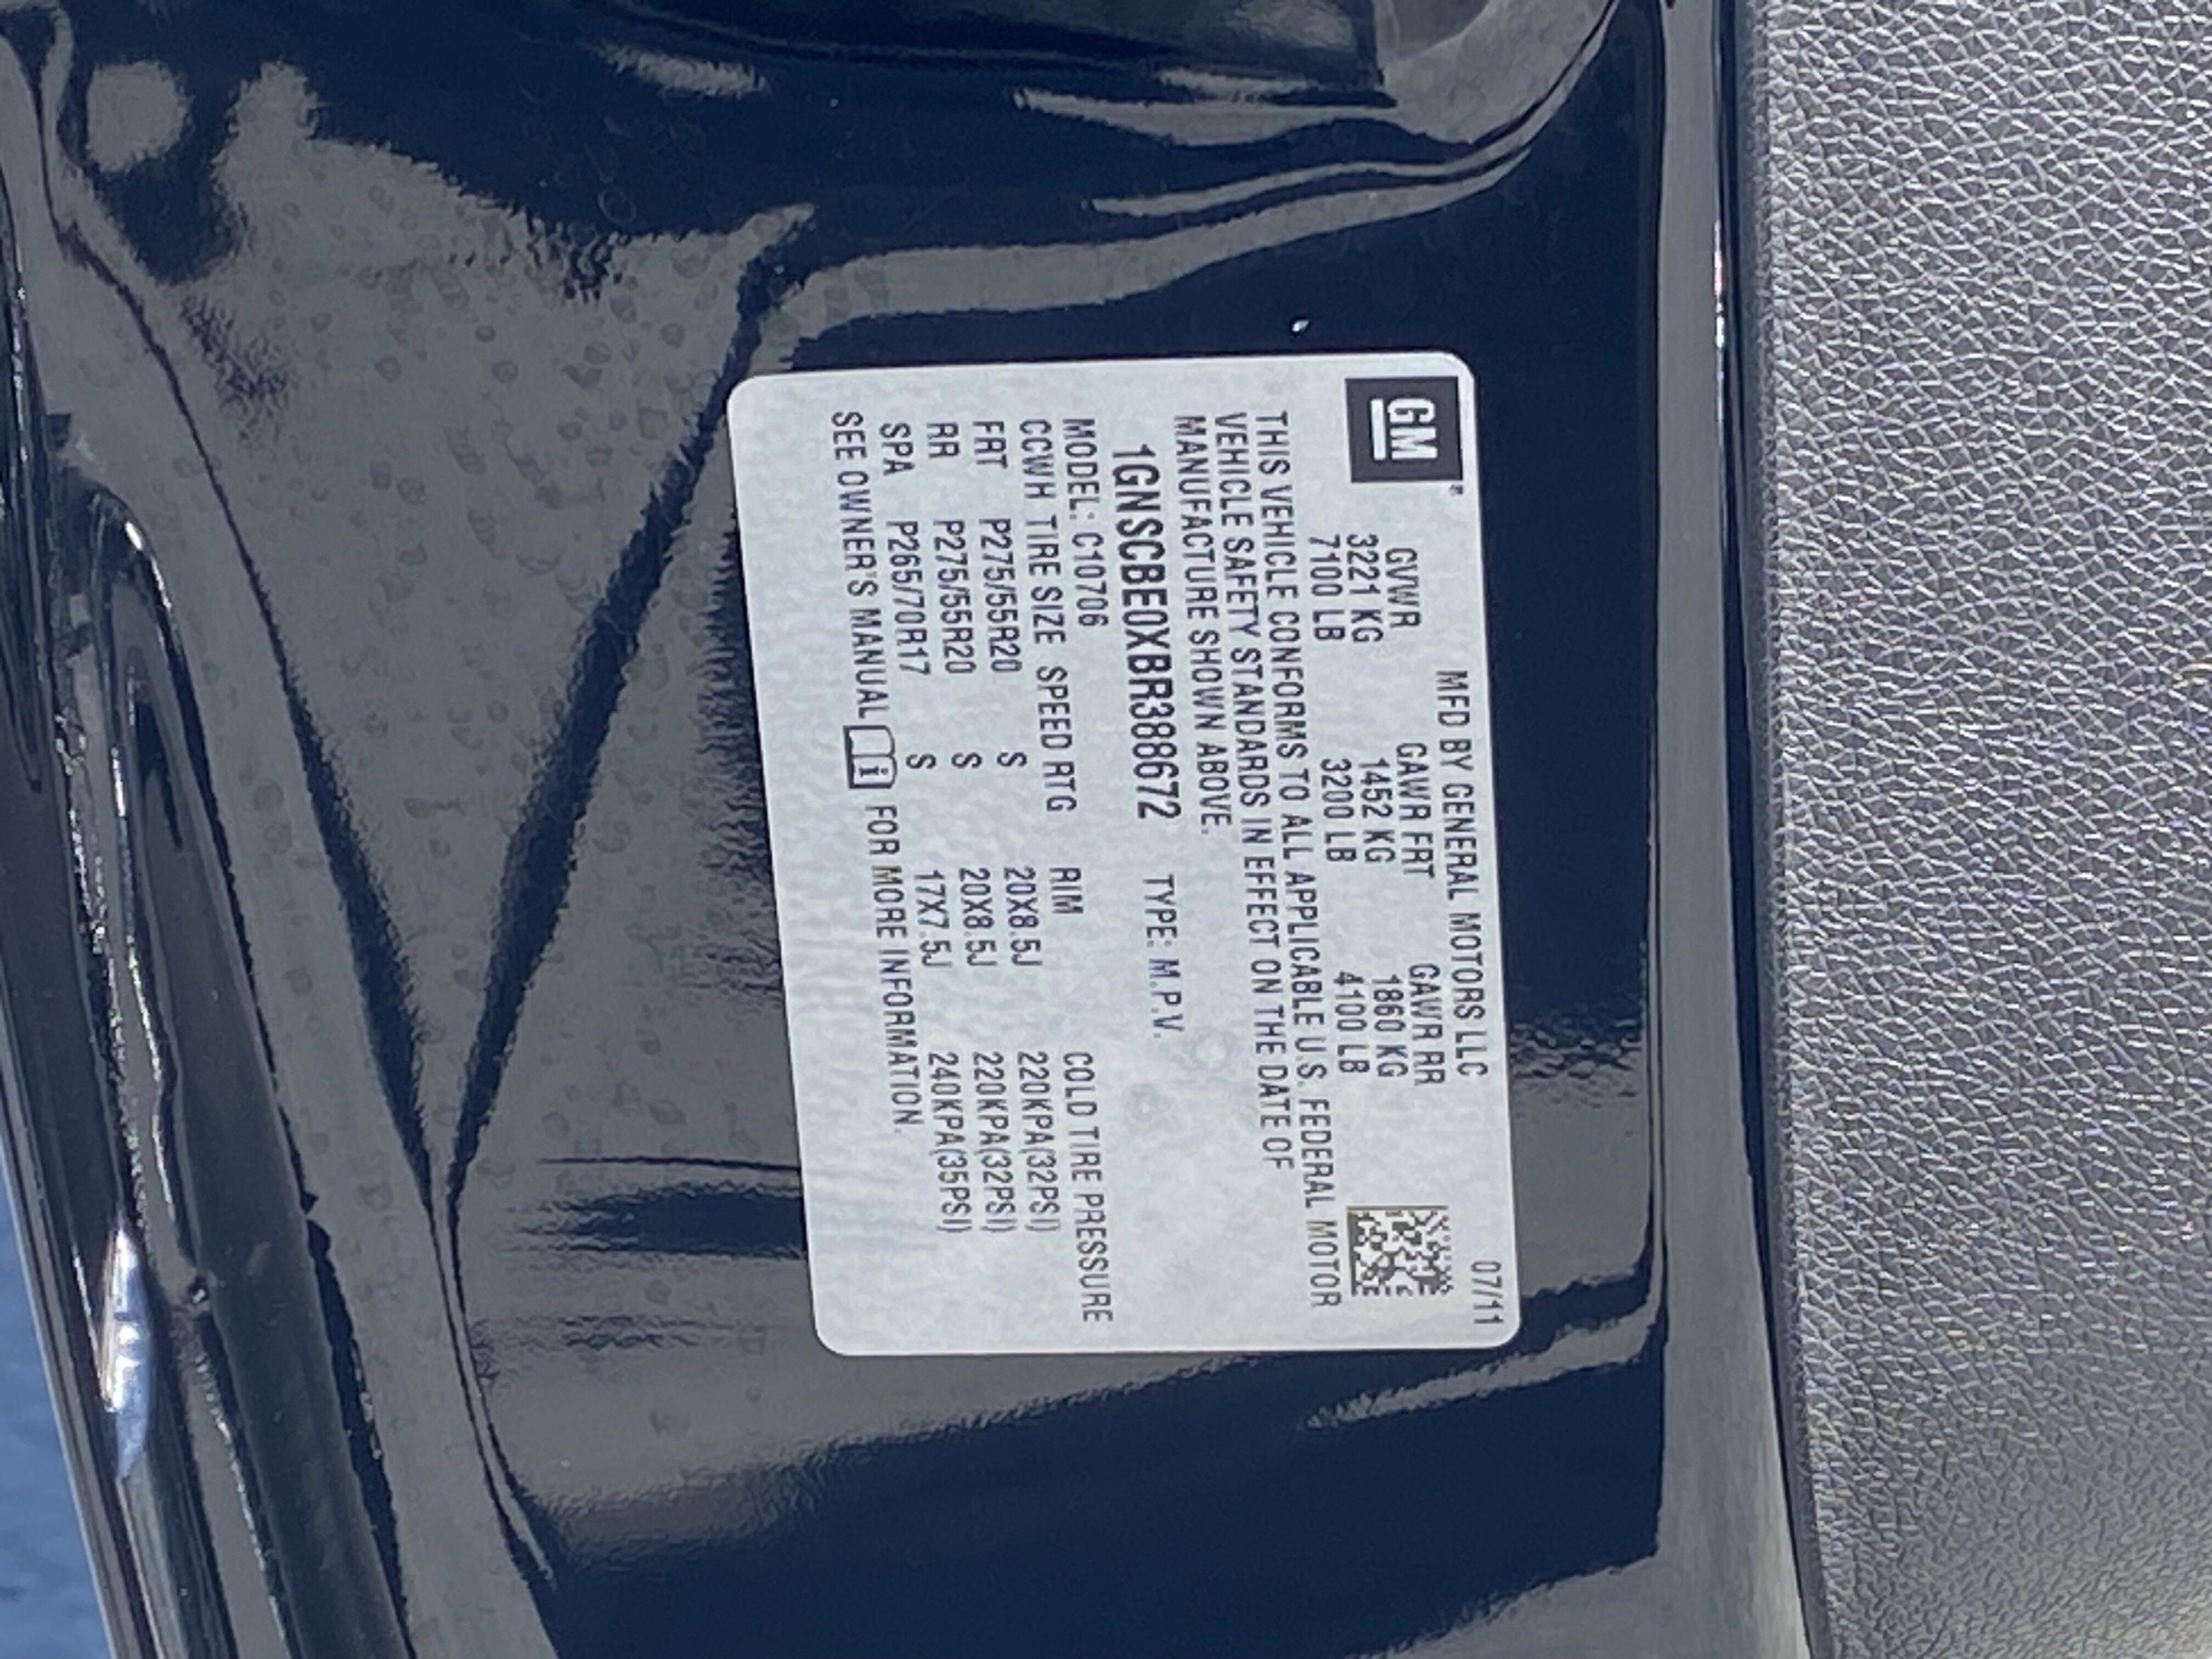 GM®
MFD BY GENERAL MOTORS LLC 07/11
GVWR GAWR FRT GAWR RR
3221 KG 1452 KG 1860 KG
7100 LB 3200 LB 4100 LB
THIS VEHICLE CONFORMS TO ALL APPLICABLE U.S. FEDERAL MOTOR
VEHICLE SAFETY STANDARDS IN EFFECT ON THE DATE OF
MANUFACTURE SHOWN ABOVE.
1GNSCBE0XBR388672 TYPE: M.P.V.
MODEL: C10706
CCWH TIRE SIZE SPEED RTG RIM COLD TIRE PRESSURE
FRT P275/55R20 S 20X8.5J 220KPA(32PSI)
RR P275/55R20 S 20X8.5J 220KPA(32PSI)
SPA P265/70R17 S 17X7.5J 240KPA(35PSI)
SEE OWNER'S MANUAL i FOR MORE INFORMATION.